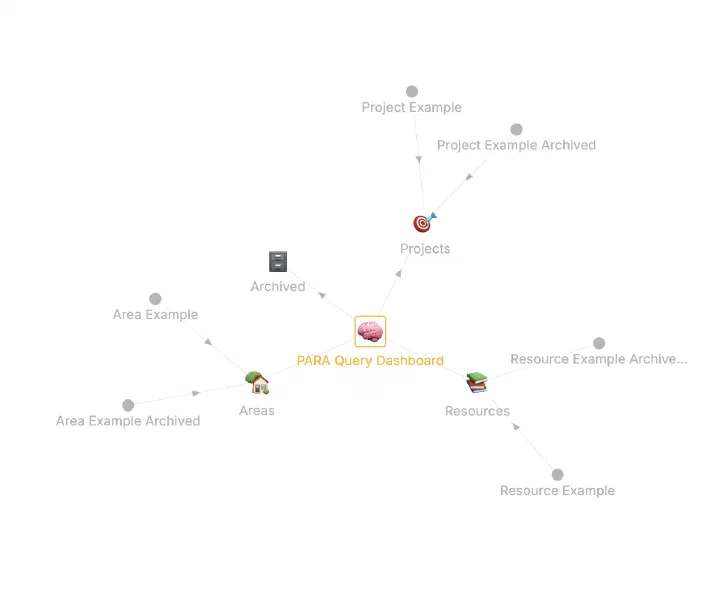 Project Example
Project Example Archived
Projects
Archived
Area Example
PARA Query Dashboard
Resource Example Archive...
Areas
Resources
Area Example Archived
Resource Example